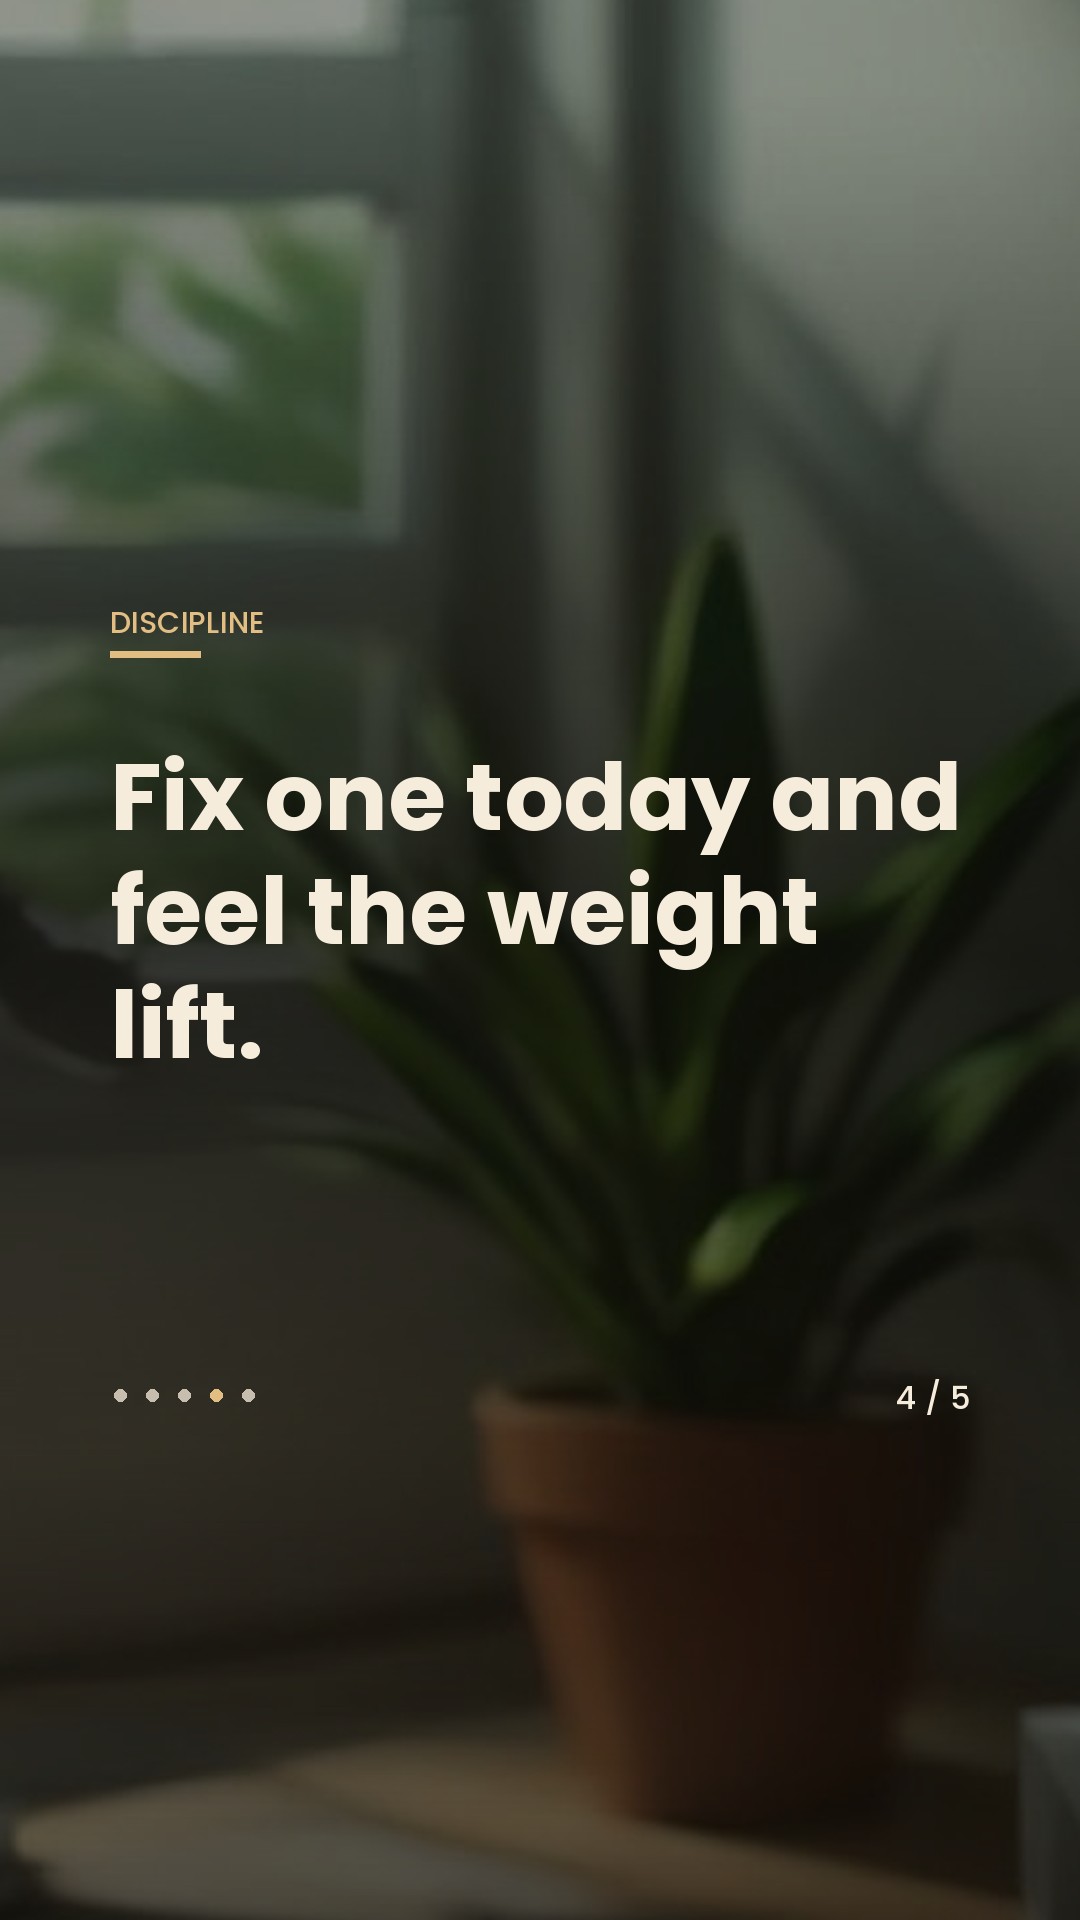 DISCIPLINE
Fix one today and
feel the weight
lift.
4 / 5